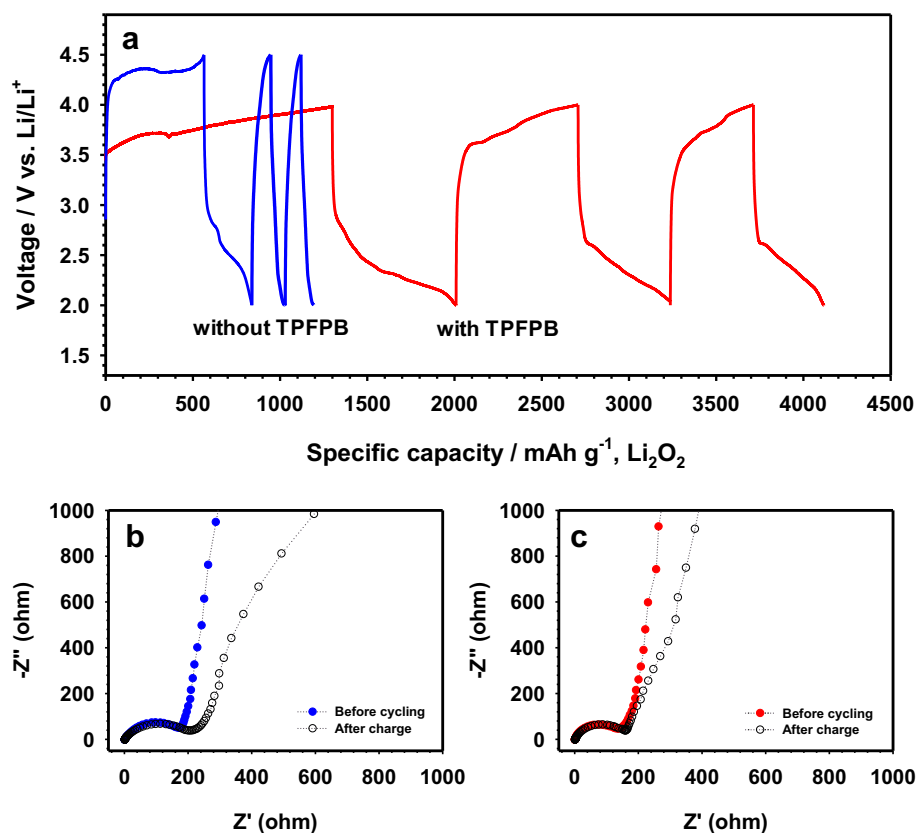 a
4.5
4.0
3.5
3.0
2.5
2.0
1.5
Voltage / V vs. Li/Li⁺
without TPFPB
with TPFPB
0
500
1000
1500
2000
2500
3000
3500
4000
4500
Specific capacity / mAh g⁻¹, Li₂O₂
b
1000
800
600
400
200
0
-Z'' (ohm)
Before cycling
After charge
0
200
400
600
800
1000
Z' (ohm)
c
1000
800
600
400
200
0
-Z'' (ohm)
Before cycling
After charge
0
200
400
600
800
1000
Z' (ohm)